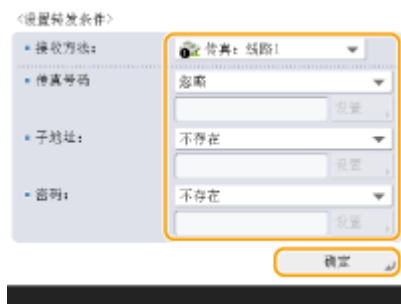 <设置转发条件>
接收方法：
传真：线路1
传真号码
忽略
设置
子地址：
不存在
设置
密码：
不存在
设置
确定